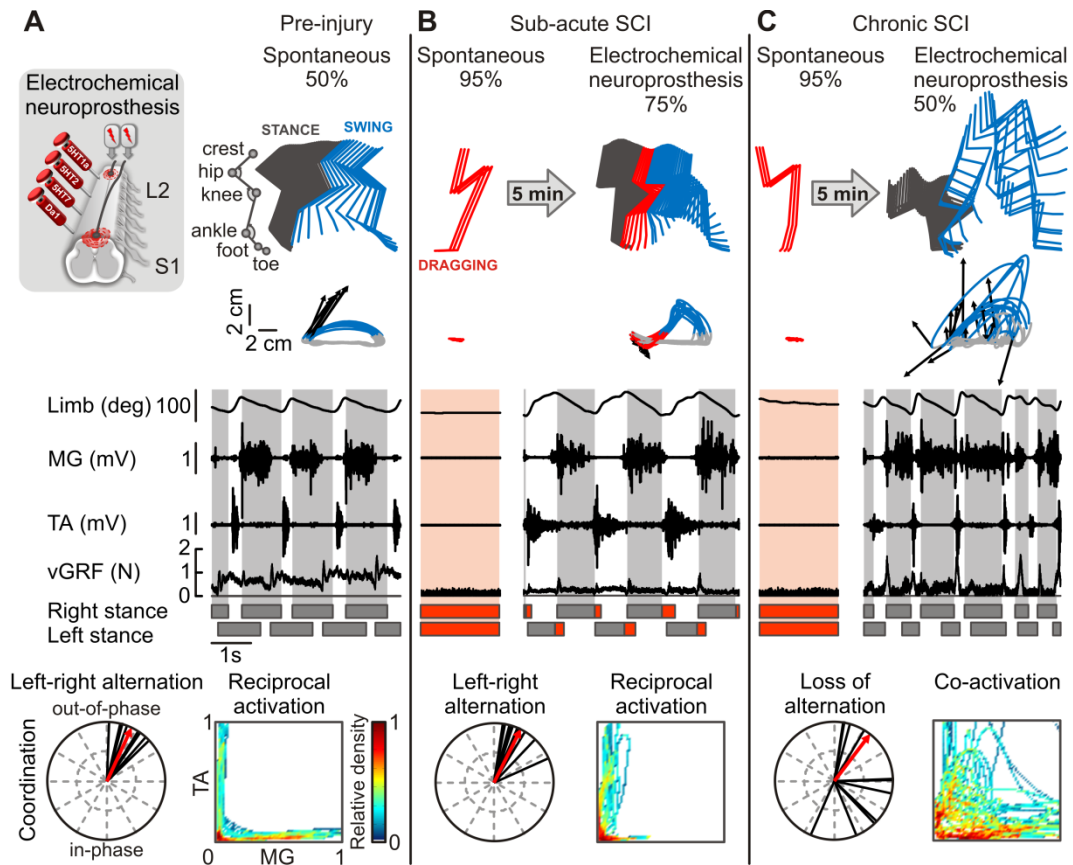 A
Pre-injury
Spontaneous
50%
Electrochemical
neuroprosthesis
5HT1a
5HT2
5HT7
Da1
L2
S1
STANCE
SWING
crest
hip
knee
ankle
foot
toe
2 cm
2 cm
B
Sub-acute SCI
Spontaneous
95%
Electrochemical
neuroprosthesis
75%
5 min
DRAGGING
C
Chronic SCI
Spontaneous
95%
Electrochemical
neuroprosthesis
50%
5 min
Limb (deg) 100
MG (mV) 1
TA (mV) 1
vGRF (N)
2
1
0
Right stance
Left stance
1s
Left-right alternation
out-of-phase
in-phase
Coordination
Reciprocal
activation
1
TA
0
MG
1
Relative density
1
0
Left-right
alternation
Reciprocal
activation
Loss of
alternation
Co-activation